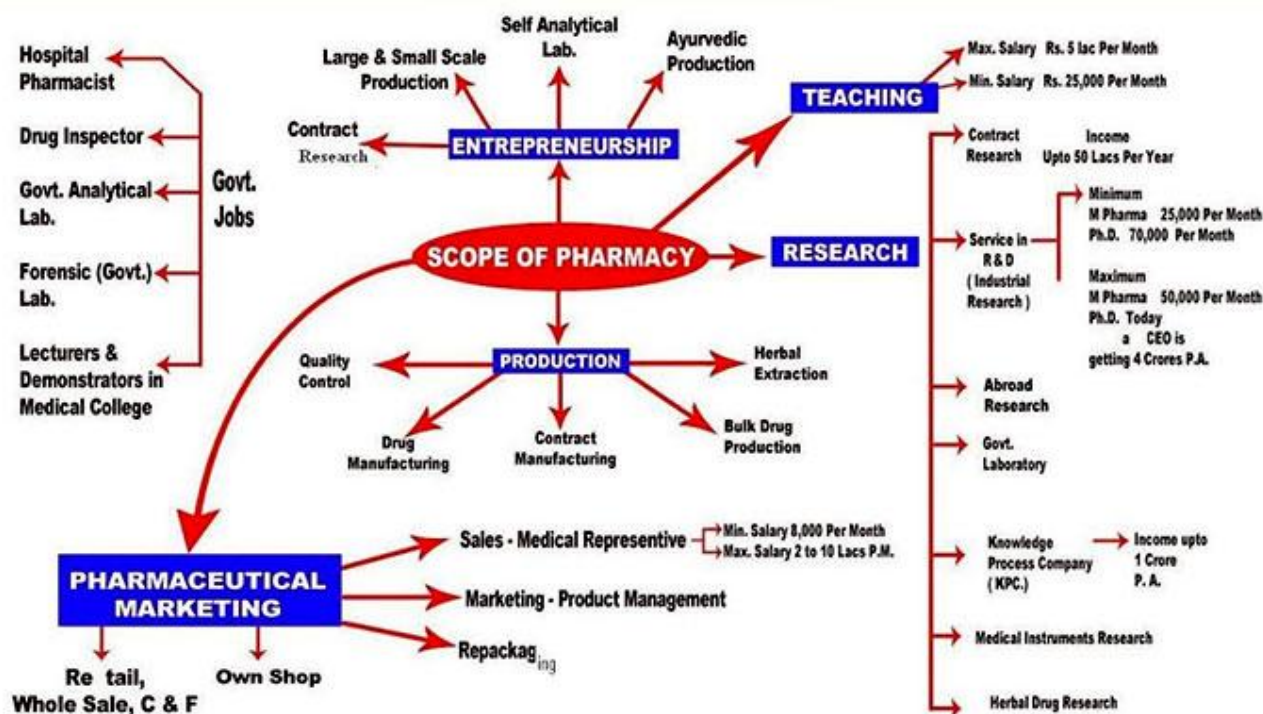 Hospital
Pharmacist
Drug Inspector
Govt. Analytical
Lab.
Forensic (Govt.)
Lab.
Lecturers &
Demonstrators in
Medical College
Govt.
Jobs
Large & Small Scale
Production
Self Analytical
Lab.
Ayurvedic
Production
Contract
Research
ENTREPRENEURSHIP
TEACHING
Max. Salary Rs. 5 lac Per Month
Min. Salary Rs. 25,000 Per Month
SCOPE OF PHARMACY
RESEARCH
Contract
Research
Income
Upto 50 Lacs Per Year
Service in
R & D
( Industrial
Research )
Minimum
M Pharma 25,000 Per Month
Ph.D. 70,000 Per Month
Maximum
M Pharma 50,000 Per Month
Ph.D. Today
a CEO is
getting 4 Crores P.A.
Abroad
Research
Govt.
Laboratory
Knowledge
Process Company
( KPC.)
Income upto
1 Crore
P. A.
Medical Instruments Research
Herbal Drug Research
PRODUCTION
Quality
Control
Drug
Manufacturing
Contract
Manufacturing
Bulk Drug
Production
Herbal
Extraction
PHARMACEUTICAL
MARKETING
Sales - Medical Representive
Min. Salary 8,000 Per Month
Max. Salary 2 to 10 Lacs P.M.
Marketing - Product Management
Repackaging
Re tail,
Whole Sale, C & F
Own Shop